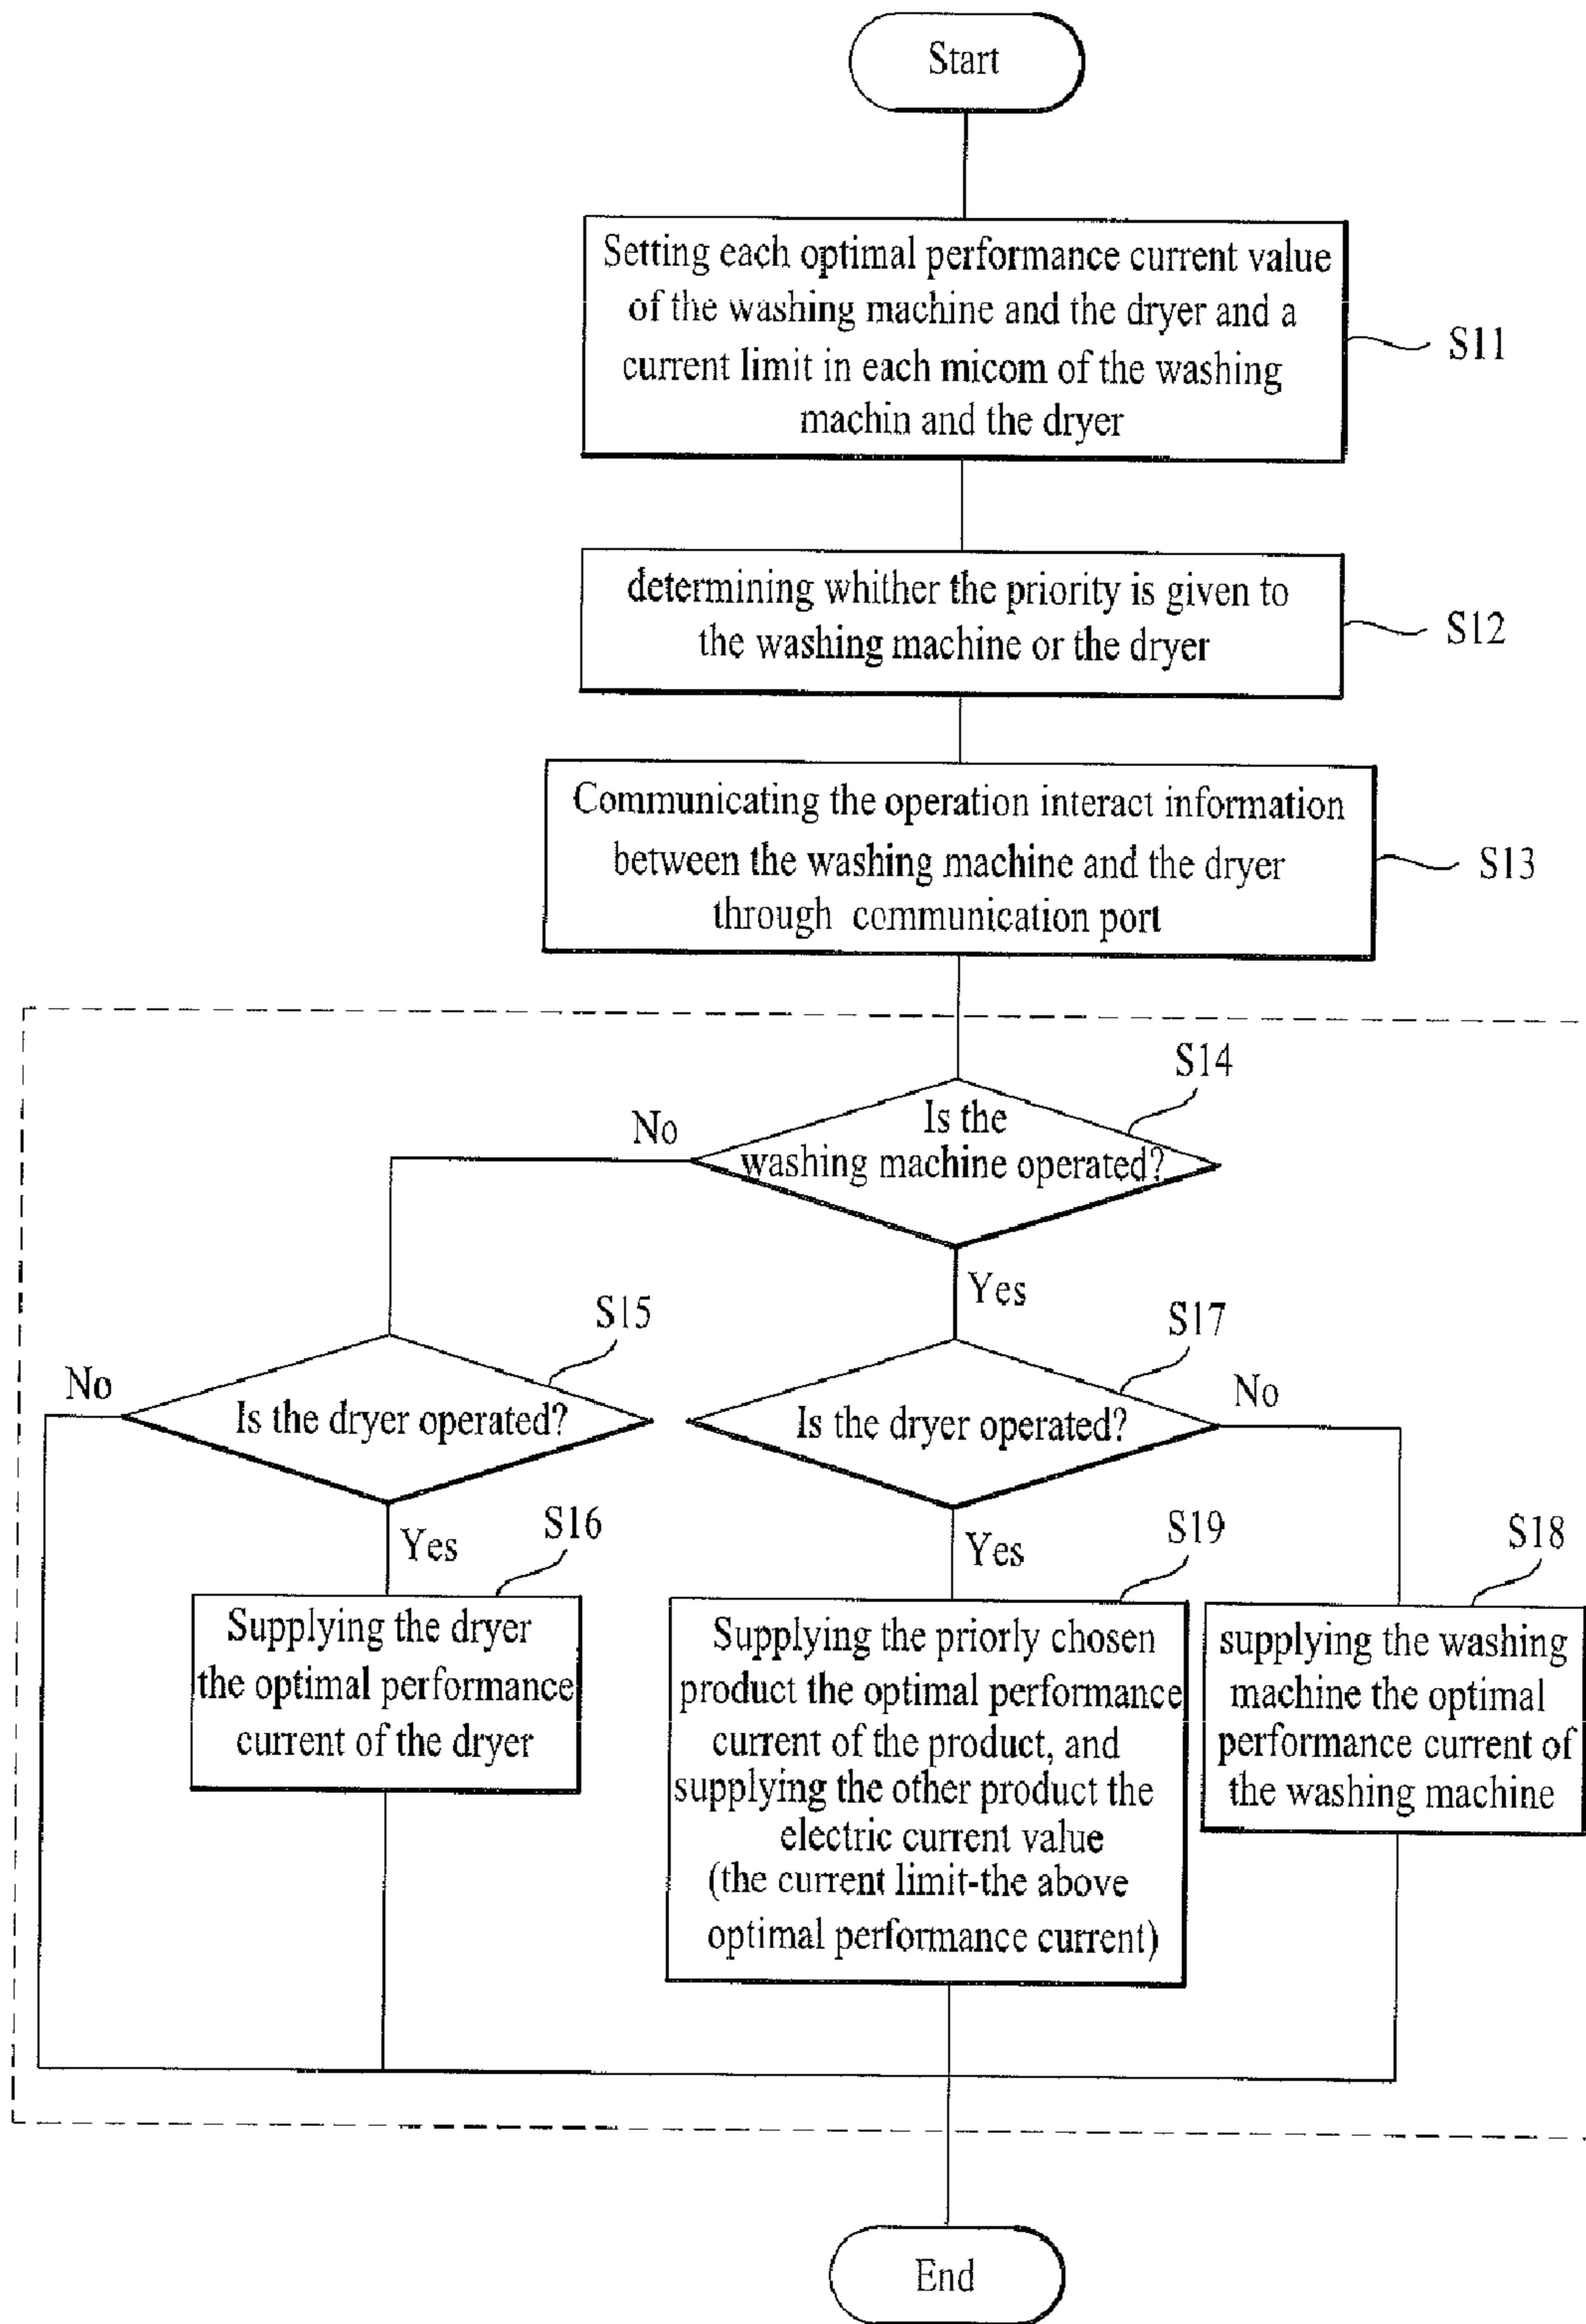 Start
Setting each optimal performance current value
of the washing machine and the dryer and a
current limit in each micom of the washing
machin and the dryer
S11
determining whither the priority is given to
the washing machine or the dryer
S12
Communicating the operation interact information
between the washing machine and the dryer
through communication port
S13
S14
Is the
washing machine operated?
No
Yes
S15
Is the dryer operated?
No
Yes
S16
Supplying the dryer
the optimal performance
current of the dryer
S17
Is the dryer operated?
No
Yes
S19
Supplying the priorly chosen
product the optimal performance
current of the product, and
supplying the other product the
electric current value
(the current limit-the above
optimal performance current)
S18
supplying the washing
machine the optimal
performance current of
the washing machine
End